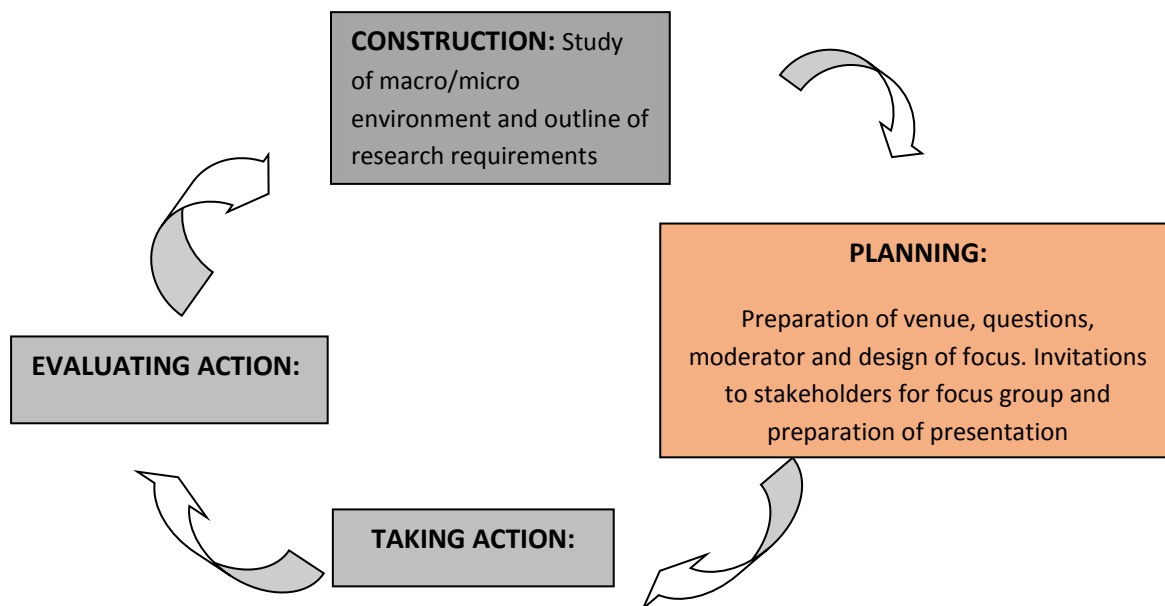 CONSTRUCTION: Study
of macro/micro
environment and outline of
research requirements
PLANNING:
Preparation of venue, questions,
moderator and design of focus. Invitations
to stakeholders for focus group and
preparation of presentation
EVALUATING ACTION:
TAKING ACTION: